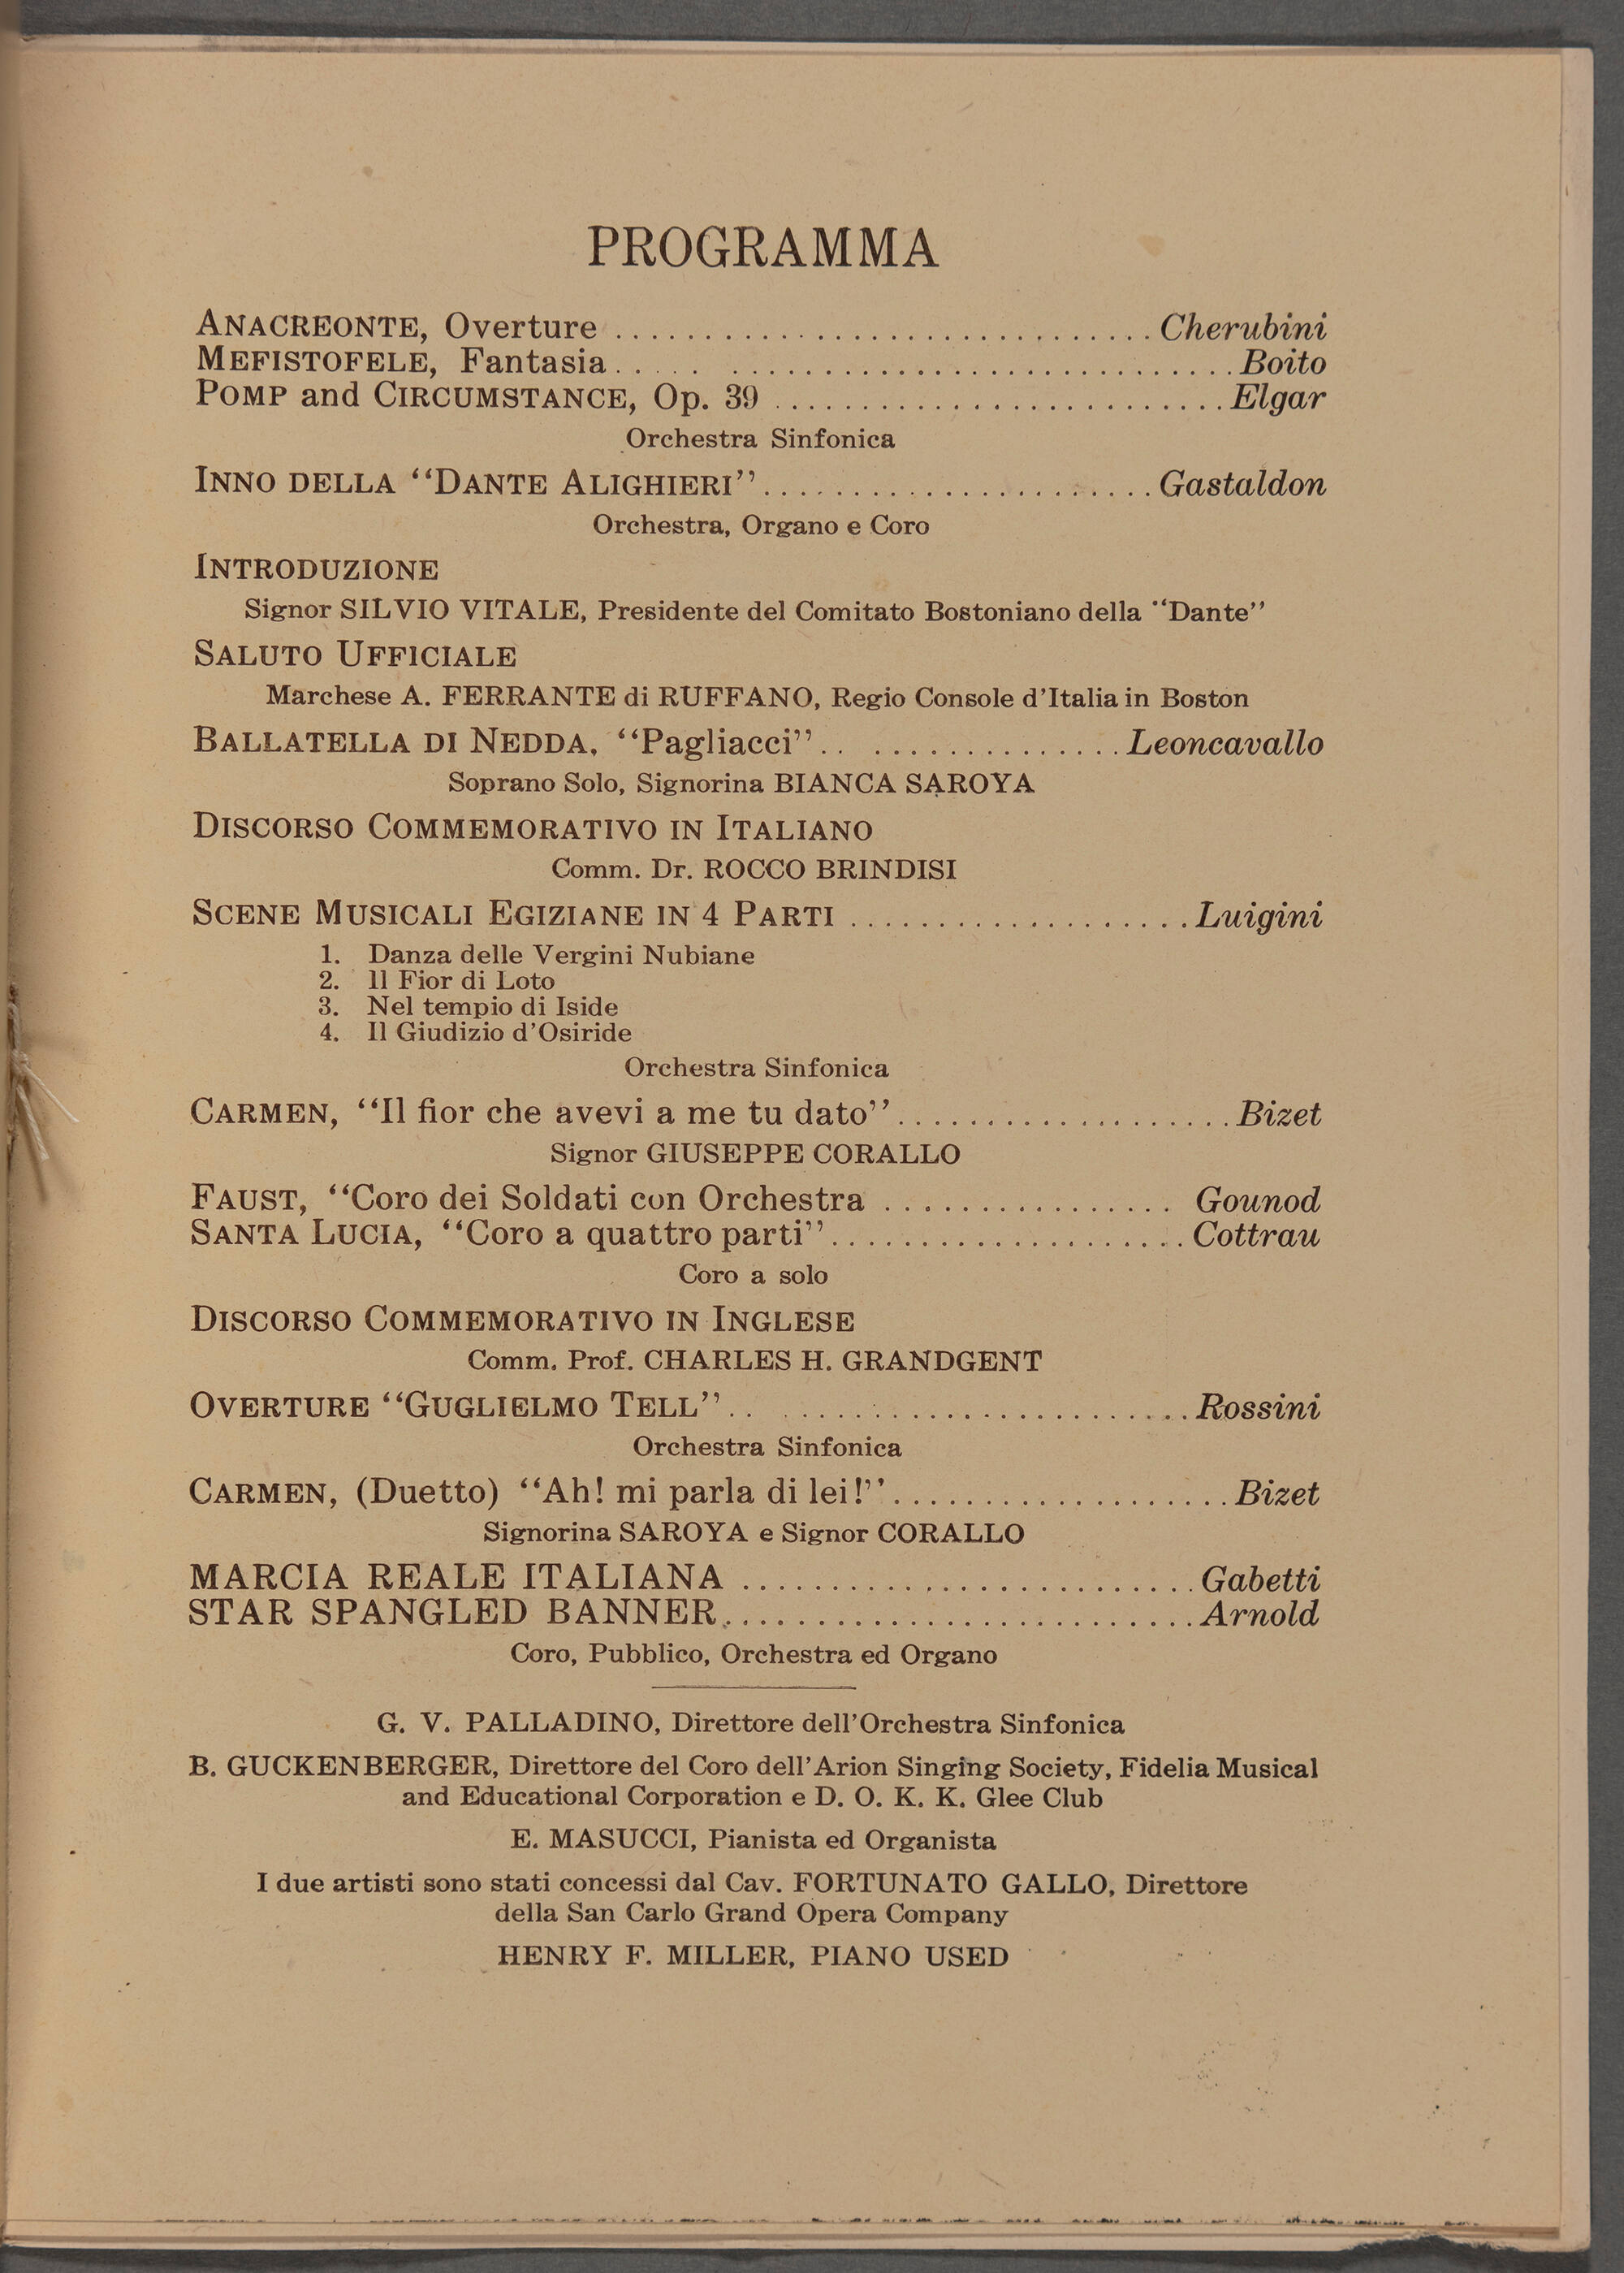 PROGRAMMA
ANACREONTE, Overture ............................... Cherubini
MEFISTOFELE, Fantasia..... ............................. Boito
POMP and CIRCUMSTANCE, Op. 39 .......................... Elgar
Orchestra Sinfonica
INNO DELLA “DANTE ALIGHIERI”...................... Gastaldon
Orchestra, Organo e Coro
INTRODUZIONE
Signor SILVIO VITALE, Presidente del Comitato Bostoniano della “Dante”
SALUTO UFFICIALE
Marchese A. FERRANTE di RUFFANO, Regio Console d’Italia in Boston
BALLATELLA DI NEDDA, “Pagliacci”.. .............. Leoncavallo
Soprano Solo, Signorina BIANCA SAROYA
DISCORSO COMMEMORATIVO IN ITALIANO
Comm. Dr. ROCCO BRINDISI
SCENE MUSICALI EGIZIANE IN 4 PARTI ................... Luigini
1. Danza delle Vergini Nubiane
2. Il Fior di Loto
3. Nel tempio di Iside
4. Il Giudizio d’Osiride
Orchestra Sinfonica
CARMEN, “Il fior che avevi a me tu dato”................... Bizet
Signor GIUSEPPE CORALLO
FAUST, “Coro dei Soldati con Orchestra ................ Gounod
SANTA LUCIA, “Coro a quattro parti”.................... Cottrau
Coro a solo
DISCORSO COMMEMORATIVO IN INGLESE
Comm. Prof. CHARLES H. GRANDGENT
OVERTURE “GUGLIELMO TELL”.. ....................... Rossini
Orchestra Sinfonica
CARMEN, (Duetto) “Ah! mi parla di lei!”................... Bizet
Signorina SAROYA e Signor CORALLO
MARCIA REALE ITALIANA ......................... Gabetti
STAR SPANGLED BANNER.......................... Arnold
Coro, Pubblico, Orchestra ed Organo
G. V. PALLADINO, Direttore dell’Orchestra Sinfonica
B. GUCKENBERGER, Direttore del Coro dell’Arion Singing Society, Fidelia Musical
and Educational Corporation e D. O. K. K. Glee Club
E. MASUCCI, Pianista ed Organista
I due artisti sono stati concessi dal Cav. FORTUNATO GALLO, Direttore
della San Carlo Grand Opera Company
HENRY F. MILLER, PIANO USED